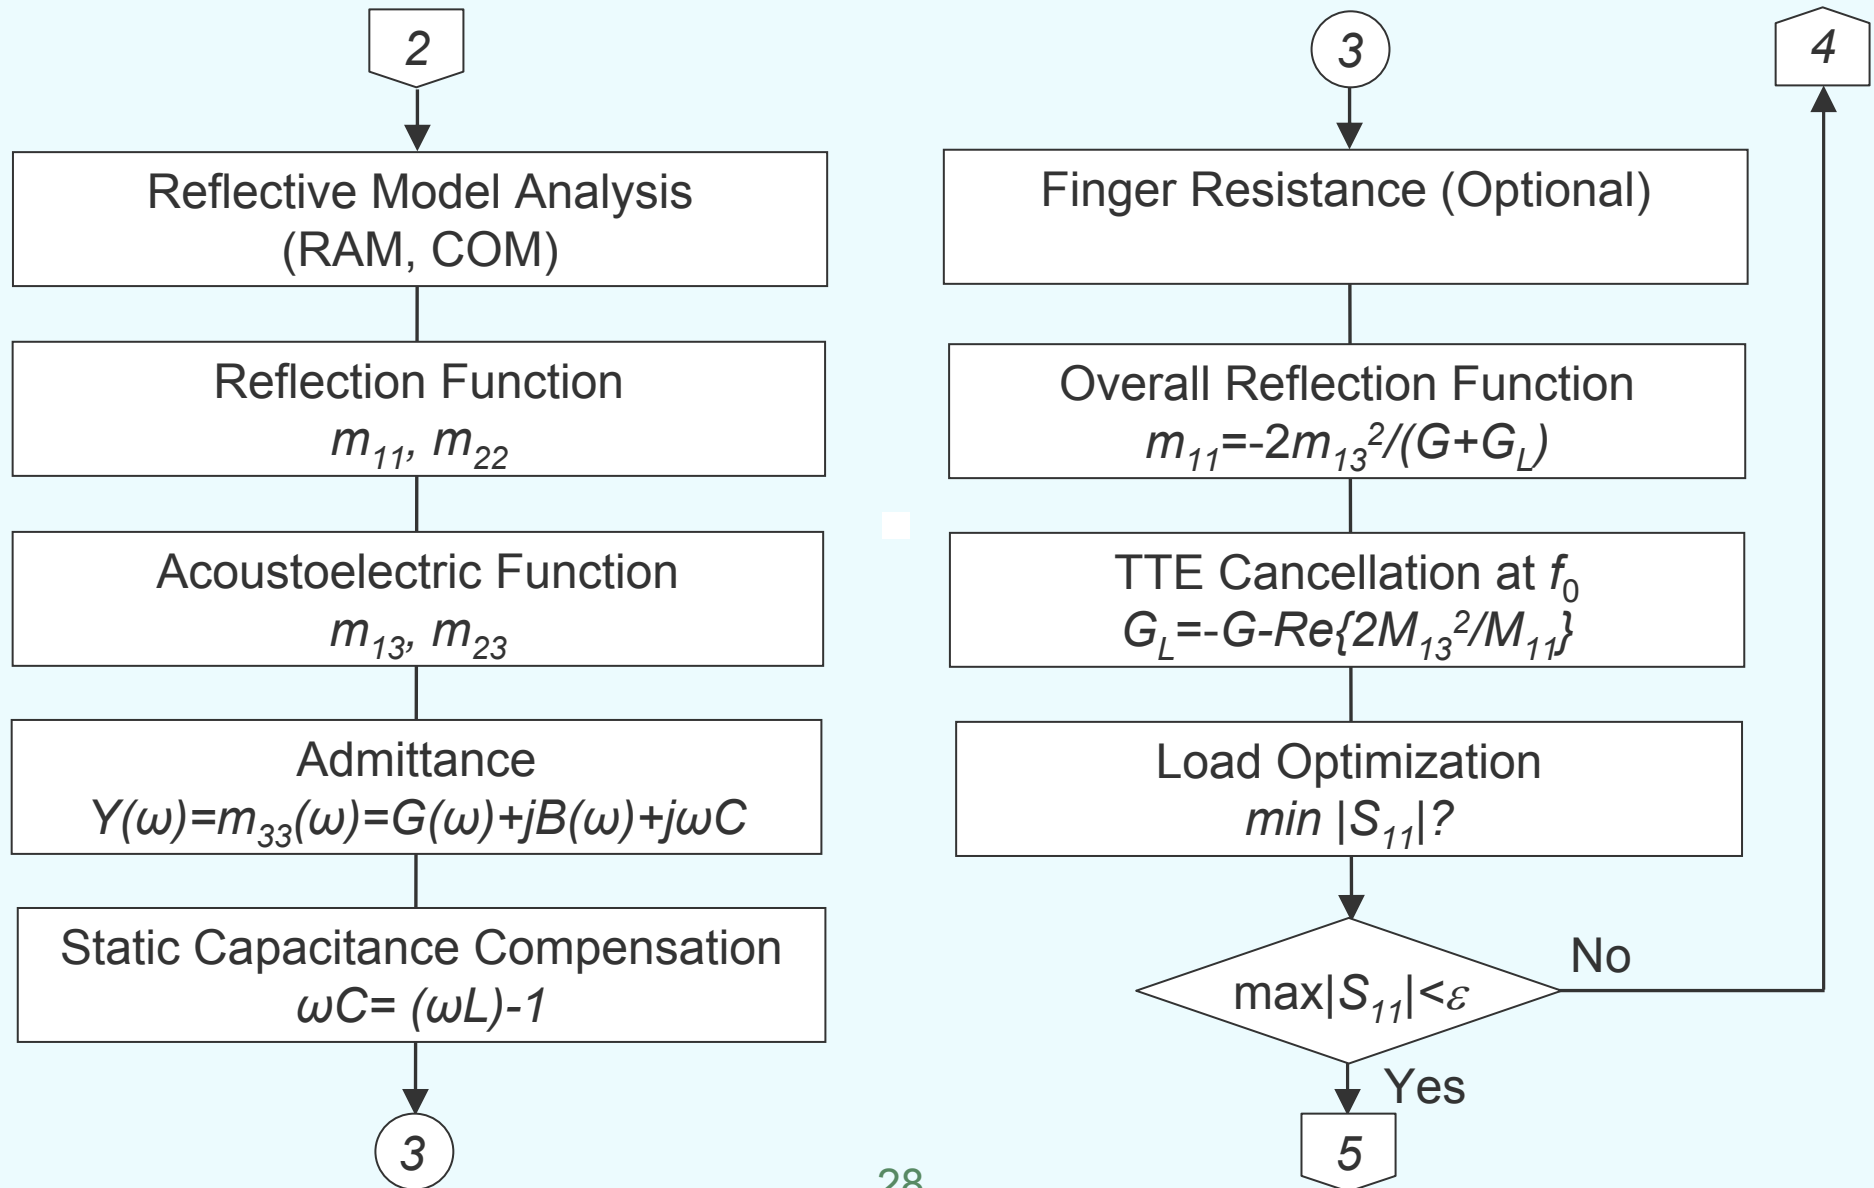 2
Reflective Model Analysis
(RAM, COM)
Reflection Function
m₁₁, m₂₂
Acoustoelectric Function
m₁₃, m₂₃
Admittance
Y(ω)=m₃₃(ω)=G(ω)+jB(ω)+jωC
Static Capacitance Compensation
ωC= (ωL)-1
3
3
Finger Resistance (Optional)
Overall Reflection Function
m₁₁=-2m₁₃²/(G+G_L)
TTE Cancellation at f₀
G_L=-G-Re{2M₁₃²/M₁₁}
Load Optimization
min |S₁₁|?
max|S₁₁|<ε
No
Yes
5
4
28